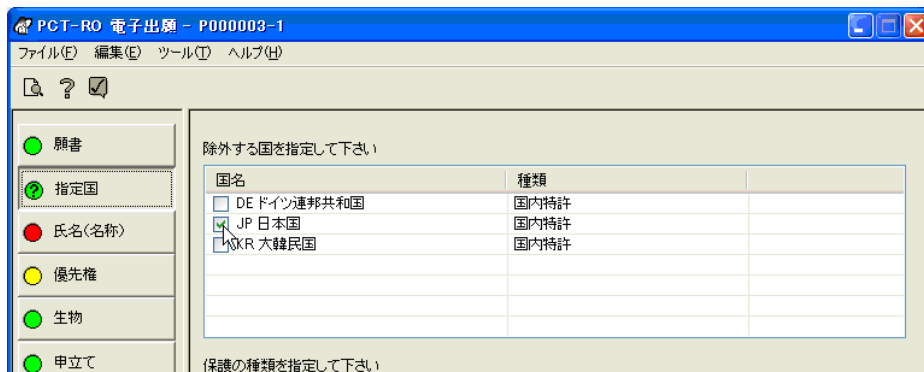 PCT-RO 電子出願 - P000003-1
ファイル(F) 編集(E) ツール(T) ヘルプ(H)
願書
指定国
氏名(名称)
優先権
生物
申立て
除外する国を指定して下さい
国名 種類
DE ドイツ連邦共和国 国内特許
JP 日本国 国内特許
KR 大韓民国 国内特許
保護の種類を指定して下さい